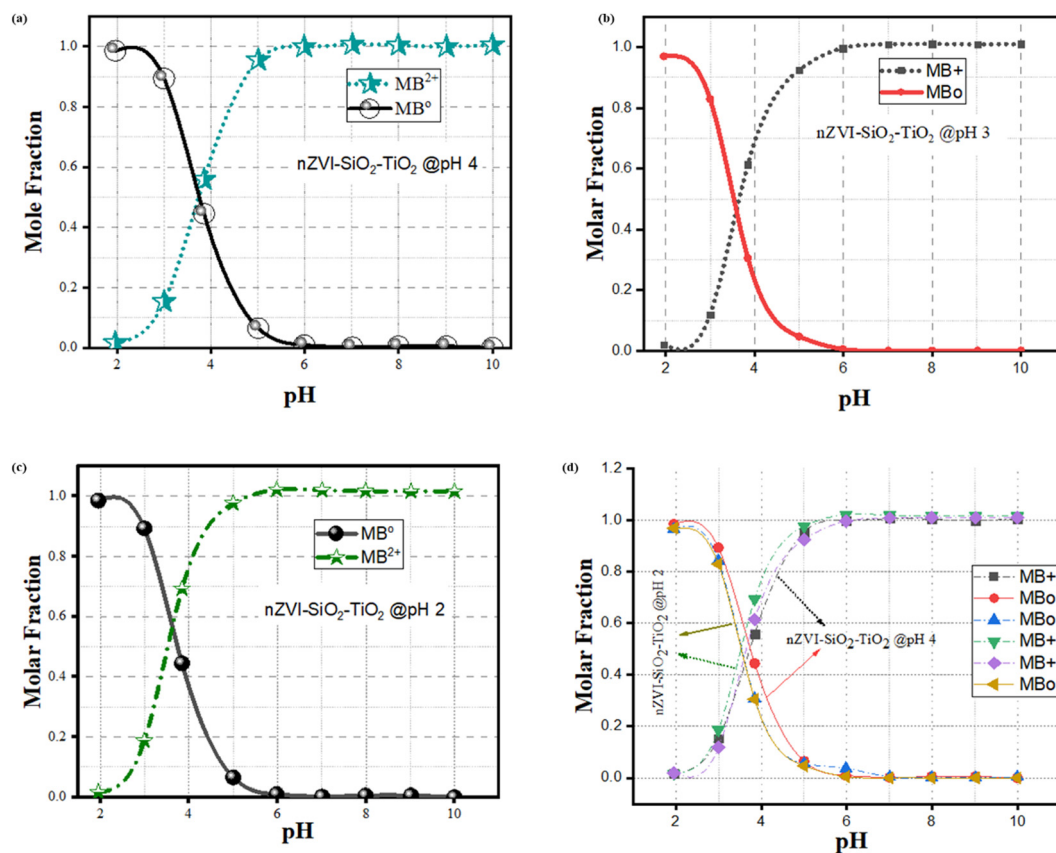 (a)
1.0
0.8
0.6
0.4
0.2
0.0
Mole Fraction
MB²⁺
MBº
nZVI-SiO₂-TiO₂ @pH 4
2 4 6 8 10
pH
(b)
1.0
0.8
0.6
0.4
0.2
0.0
Molar Fraction
MB+
MBo
nZVI-SiO₂-TiO₂ @pH 3
2 4 6 8 10
pH
(c)
1.0
0.8
0.6
0.4
0.2
0.0
Molar Fraction
MBº
MB²⁺
nZVI-SiO₂-TiO₂ @pH 2
2 4 6 8 10
pH
(d)
1.2
1.0
0.8
0.6
0.4
0.2
0.0
Molar Fraction
nZVI-SiO₂-TiO₂ @pH 2
nZVI-SiO₂-TiO₂ @pH 4
MB+
MBo
MBo
MB+
MB+
MBo
2 4 6 8 10
pH